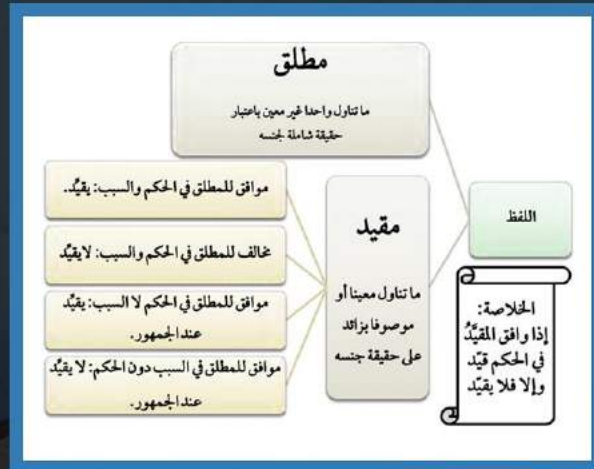 مطلق
ما تناول واحدا غير معين باعتبار
حقيقة شاملة لجنسه
اللفظ
مقيد
ما تناول معينا أو
موصوفا بزائد
على حقيقة جنسه
موافق للمطلق في الحكم والسبب: يقيَّد.
مخالف للمطلق في الحكم والسبب: لا يقيَّد
موافق للمطلق في الحكم لا السبب: يقيَّد
عند الجمهور.
موافق للمطلق في السبب دون الحكم: لا يقيَّد
عند الجمهور.
الخلاصة:
إذا وافق المقيَّدُ
في الحكم قيّد
وإلا فلا يقيّد